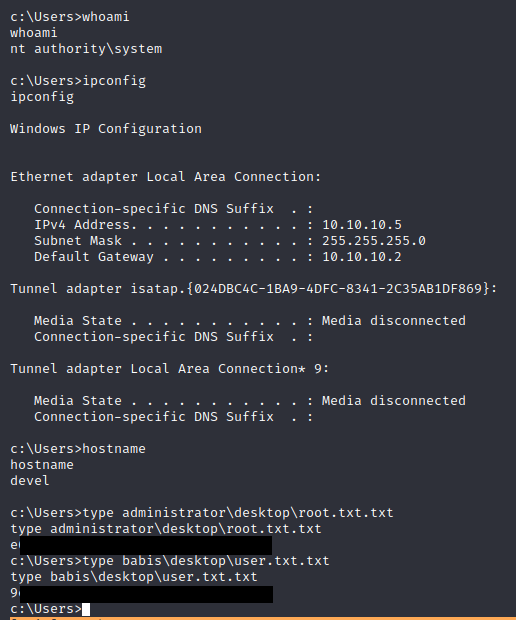 c:\Users>whoami
whoami
nt authority\system
c:\Users>ipconfig
ipconfig
Windows IP Configuration
Ethernet adapter Local Area Connection:
Connection-specific DNS Suffix  . :
IPv4 Address. . . . . . . . . . . : 10.10.10.5
Subnet Mask . . . . . . . . . . . : 255.255.255.0
Default Gateway . . . . . . . . . : 10.10.10.2
Tunnel adapter isatap.{024DBC4C-1BA9-4DFC-8341-2C35AB1DF869}:
Media State . . . . . . . . . . . : Media disconnected
Connection-specific DNS Suffix  . :
Tunnel adapter Local Area Connection* 9:
Media State . . . . . . . . . . . : Media disconnected
Connection-specific DNS Suffix  . :
c:\Users>hostname
hostname
devel
c:\Users>type administrator\desktop\root.txt.txt
type administrator\desktop\root.txt.txt
c:\Users>type babis\desktop\user.txt.txt
type babis\desktop\user.txt.txt
c:\Users>